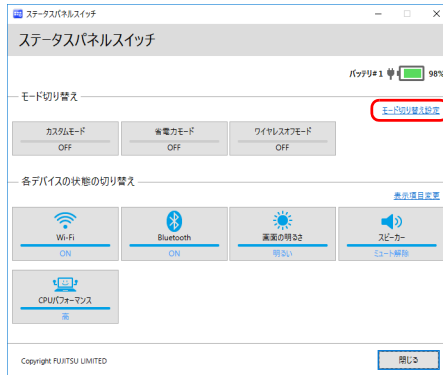 ステータスパネルスイッチ
ステータスパネルスイッチ
バッテリ#1 98%
モード切り替え
モード切り替え設定
カスタムモード 省電力モード ワイヤレスオフモード
OFF OFF OFF
各デバイスの状態の切り替え
表示項目変更
Wi-Fi Bluetooth 画面の明るさ スピーカー
ON ON 明るい ミュート解除
CPUパフォーマンス
高
Copyright FUJITSU LIMITED 閉じる